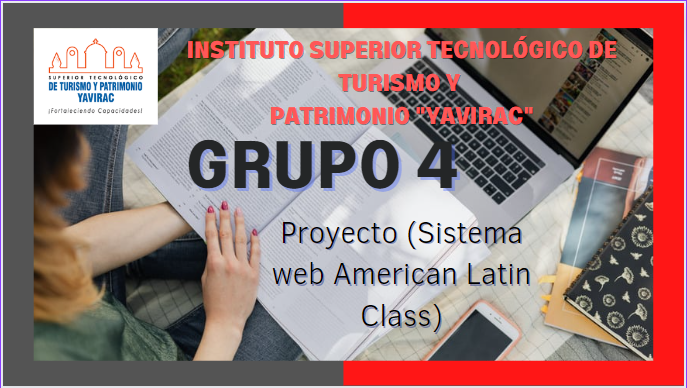 SUPERIOR TECNOLÓGICO
DE TURISMO Y PATRIMONIO
YAVIRAC
¡Fortaleciendo Capacidades!
INSTITUTO SUPERIOR TECNOLÓGICO DE
TURISMO Y
PATRIMONIO "YAVIRAC"
GRUPO 4
Proyecto (Sistema
web American Latin
Class)